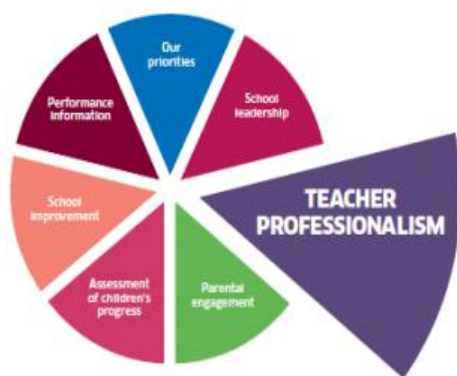 Our
priorities
School
leadership
TEACHER
PROFESSIONALISM
Parental
engagement
Assessment
of children's
progress
School
improvement
Performance
information